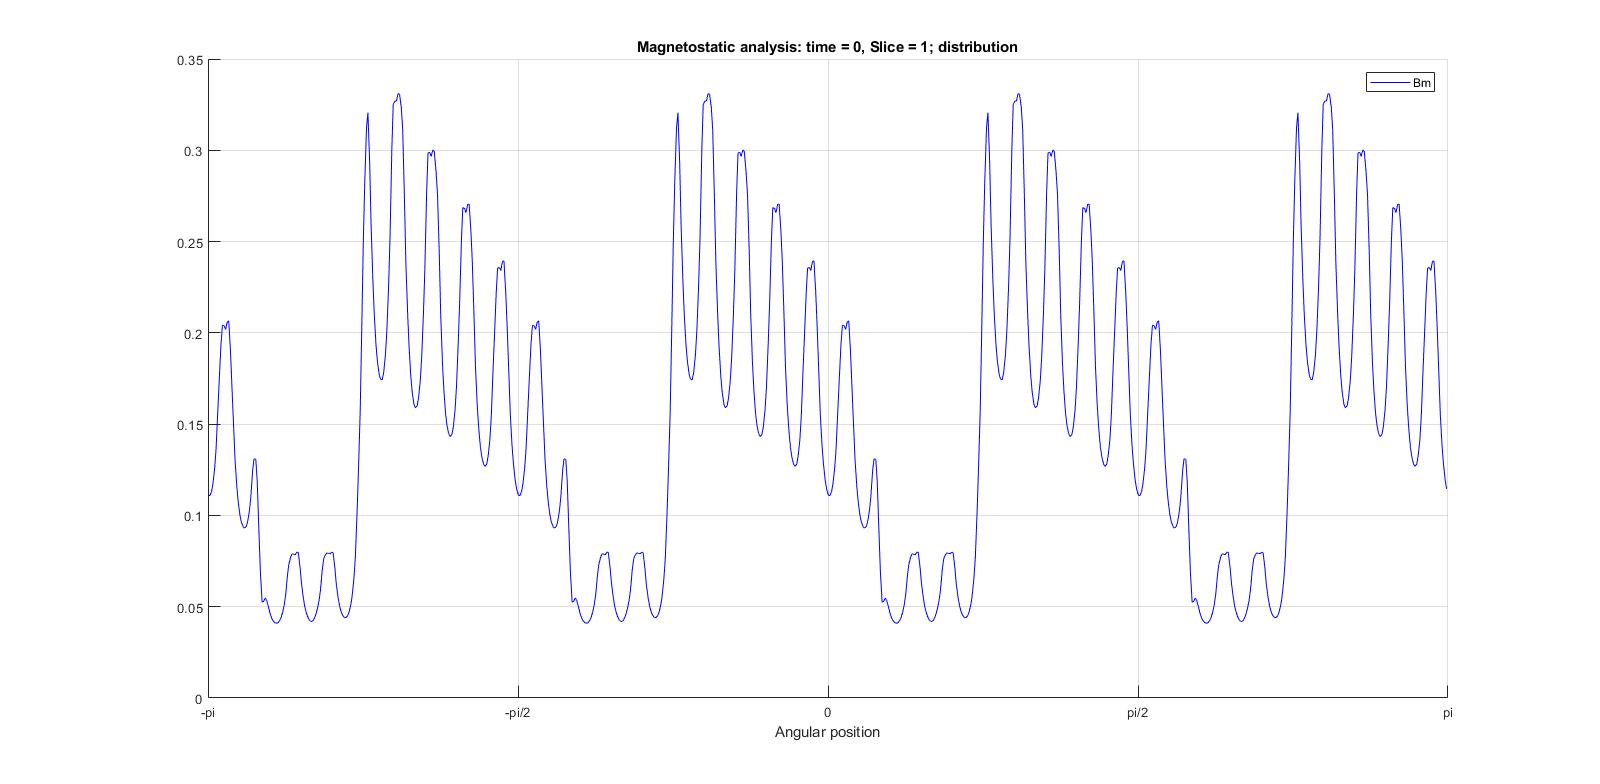 Magnetostatic analysis: time = 0, Slice = 1; distribution
Bm
0.35
0.3
0.25
0.2
0.15
0.1
0.05
0
-pi
-pi/2
0
pi/2
pi
Angular position